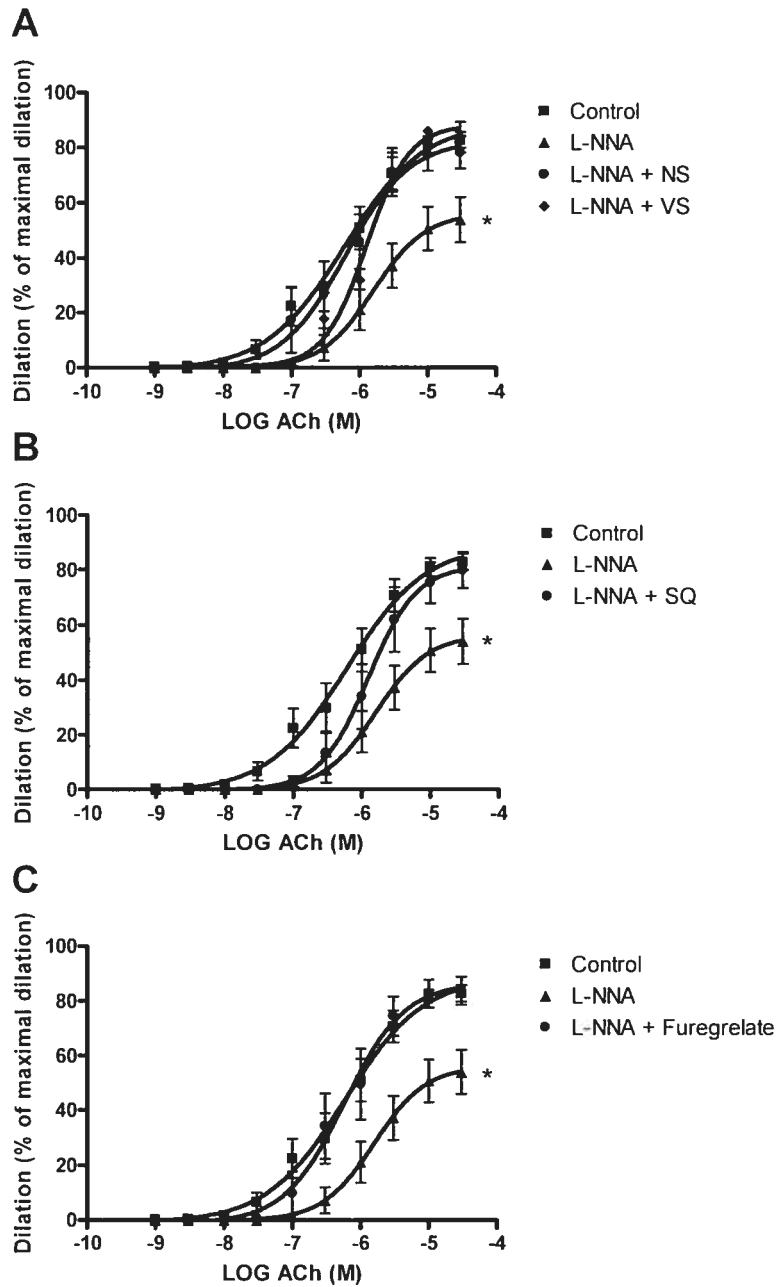 A
Dilation (% of maximal dilation)
100
80
60
40
20
0
-10 -9 -8 -7 -6 -5 -4
LOG ACh (M)
Control
L-NNA
L-NNA + NS
L-NNA + VS
*
B
Dilation (% of maximal dilation)
100
80
60
40
20
0
-10 -9 -8 -7 -6 -5 -4
LOG ACh (M)
Control
L-NNA
L-NNA + SQ
*
C
Dilation (% of maximal dilation)
100
80
60
40
20
0
-10 -9 -8 -7 -6 -5 -4
LOG ACh (M)
Control
L-NNA
L-NNA + Furegrelate
*